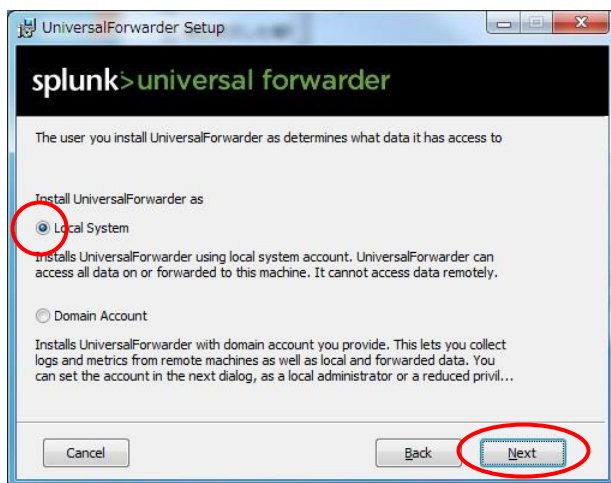 UniversalForwarder Setup
splunk>universal forwarder
The user you install UniversalForwarder as determines what data it has access to
Install UniversalForwarder as
Local System
Installs UniversalForwarder using local system account. UniversalForwarder can
access all data on or forwarded to this machine. It cannot access data remotely.
Domain Account
Installs UniversalForwarder with domain account you provide. This lets you collect
logs and metrics from remote machines as well as local and forwarded data. You
can set the account in the next dialog, as a local administrator or a reduced privil...
Cancel Back Next